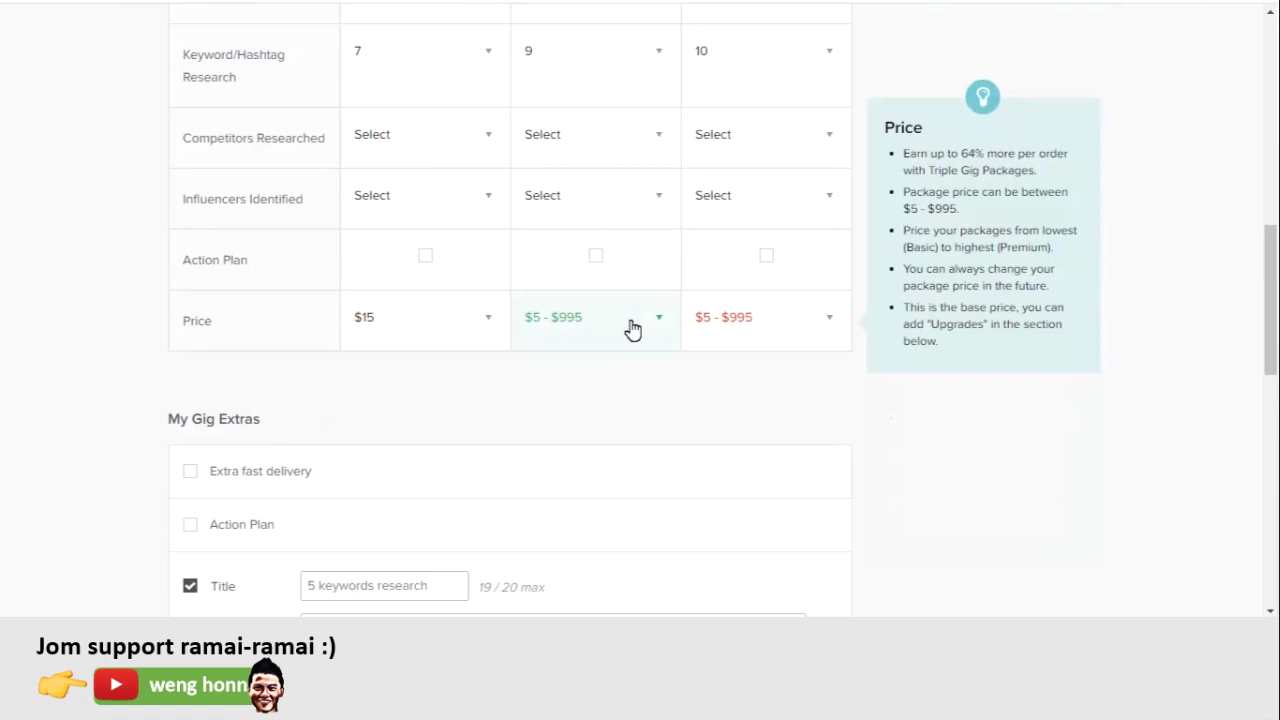 Keyword/Hashtag
Research
7
9
10
Competitors Researched
Select
Select
Select
Influencers Identified
Select
Select
Select
Action Plan
Price
$15
$5 - $995
$5 - $995
Price
Earn up to 64% more per order
with Triple Gig Packages.
Package price can be between
$5 - $995.
Price your packages from lowest
(Basic) to highest (Premium).
You can always change your
package price in the future.
This is the base price, you can
add "Upgrades" in the section
below.
My Gig Extras
Extra fast delivery
Action Plan
Title
5 keywords research
19 / 20 max
Jom support ramai-ramai :)
weng honn